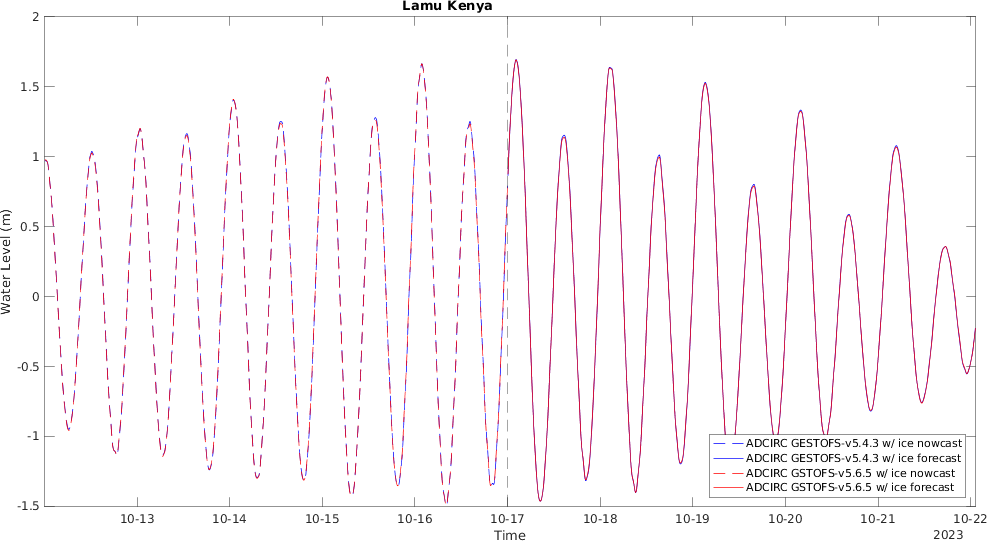 Lamu Kenya
2
1.5
1
0.5
0
-0.5
-1
-1.5
Water Level (m)
ADCIRC GESTOFS-v5.4.3 w/ ice nowcast
ADCIRC GESTOFS-v5.4.3 w/ ice forecast
ADCIRC GSTOFS-v5.6.5 w/ ice nowcast
ADCIRC GSTOFS-v5.6.5 w/ ice forecast
10-13 10-14 10-15 10-16 10-17 10-18 10-19 10-20 10-21 10-22
Time
2023